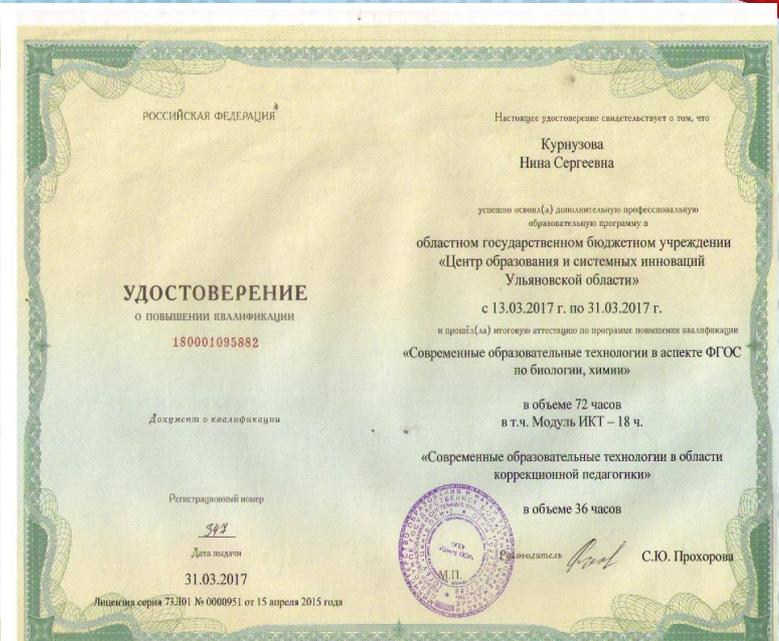 РОССИЙСКАЯ ФЕДЕРАЦИЯ
УДОСТОВЕРЕНИЕ
О ПОВЫШЕНИИ КВАЛИФИКАЦИИ
180001095882
Документ о квалификации
Регистрационный номер
347
Дата выдачи
31.03.2017
Лицензия серия 73Л01 № 0000951 от 15 апреля 2015 года
Настоящее удостоверение свидетельствует о том, что
Курнузова
Нина Сергеевна
успешно освоил(а) дополнительную профессиональную
образовательную программу в
областном государственном бюджетном учреждении
«Центр образования и системных инноваций
Ульяновской области»
с 13.03.2017 г. по 31.03.2017 г.
и прошёл(ла) итоговую аттестацию по программе повышения квалификации
«Современные образовательные технологии в аспекте ФГОС
по биологии, химии»
в объеме 72 часов
в т.ч. Модуль ИКТ – 18 ч.
«Современные образовательные технологии в области
коррекционной педагогики»
в объеме 36 часов
Руководитель С.Ю. Прохорова
М.П.